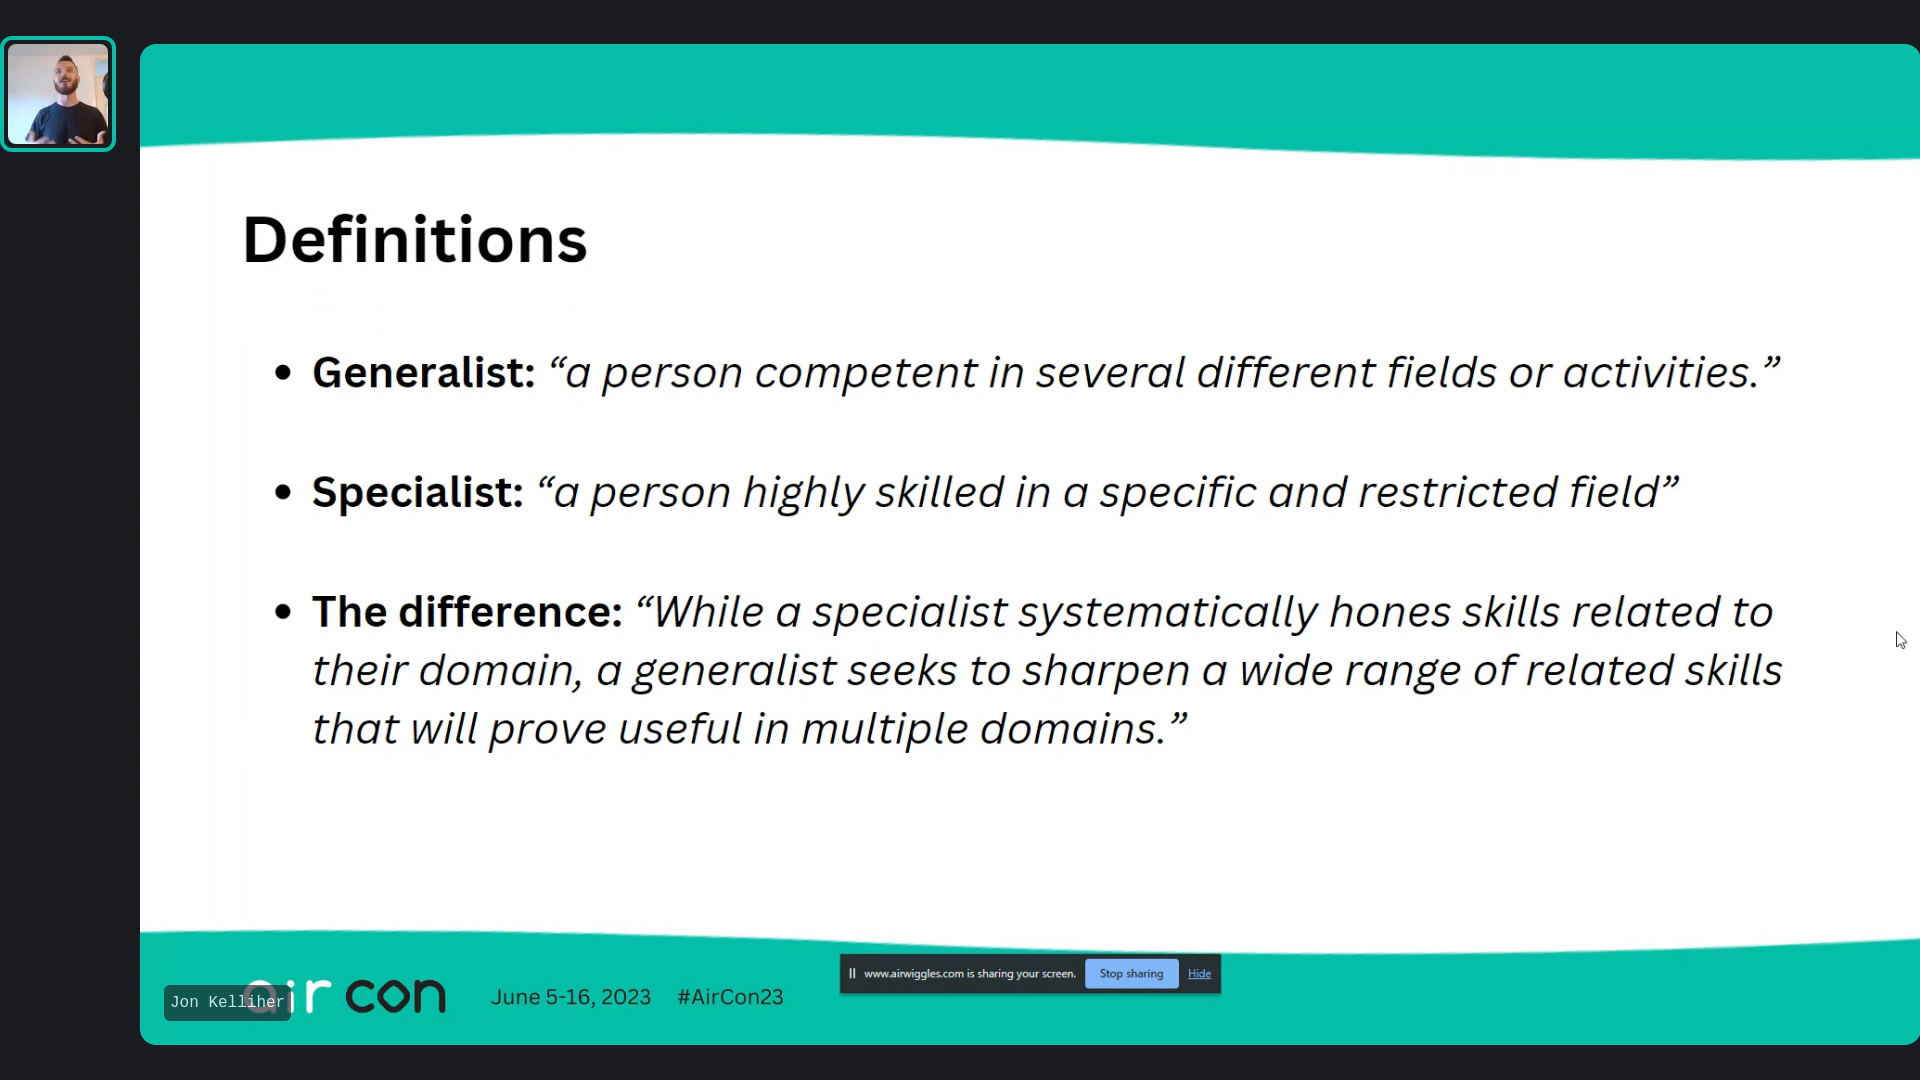 Definitions
• Generalist: “a person competent in several different fields or activities.”
• Specialist: “a person highly skilled in a specific and restricted field”
• The difference: “While a specialist systematically hones skills related to
their domain, a generalist seeks to sharpen a wide range of related skills
that will prove useful in multiple domains.”
www.airwiggles.com is sharing your screen. Stop sharing Hide
Jon Kelliher
air con June 5-16, 2023 #AirCon23